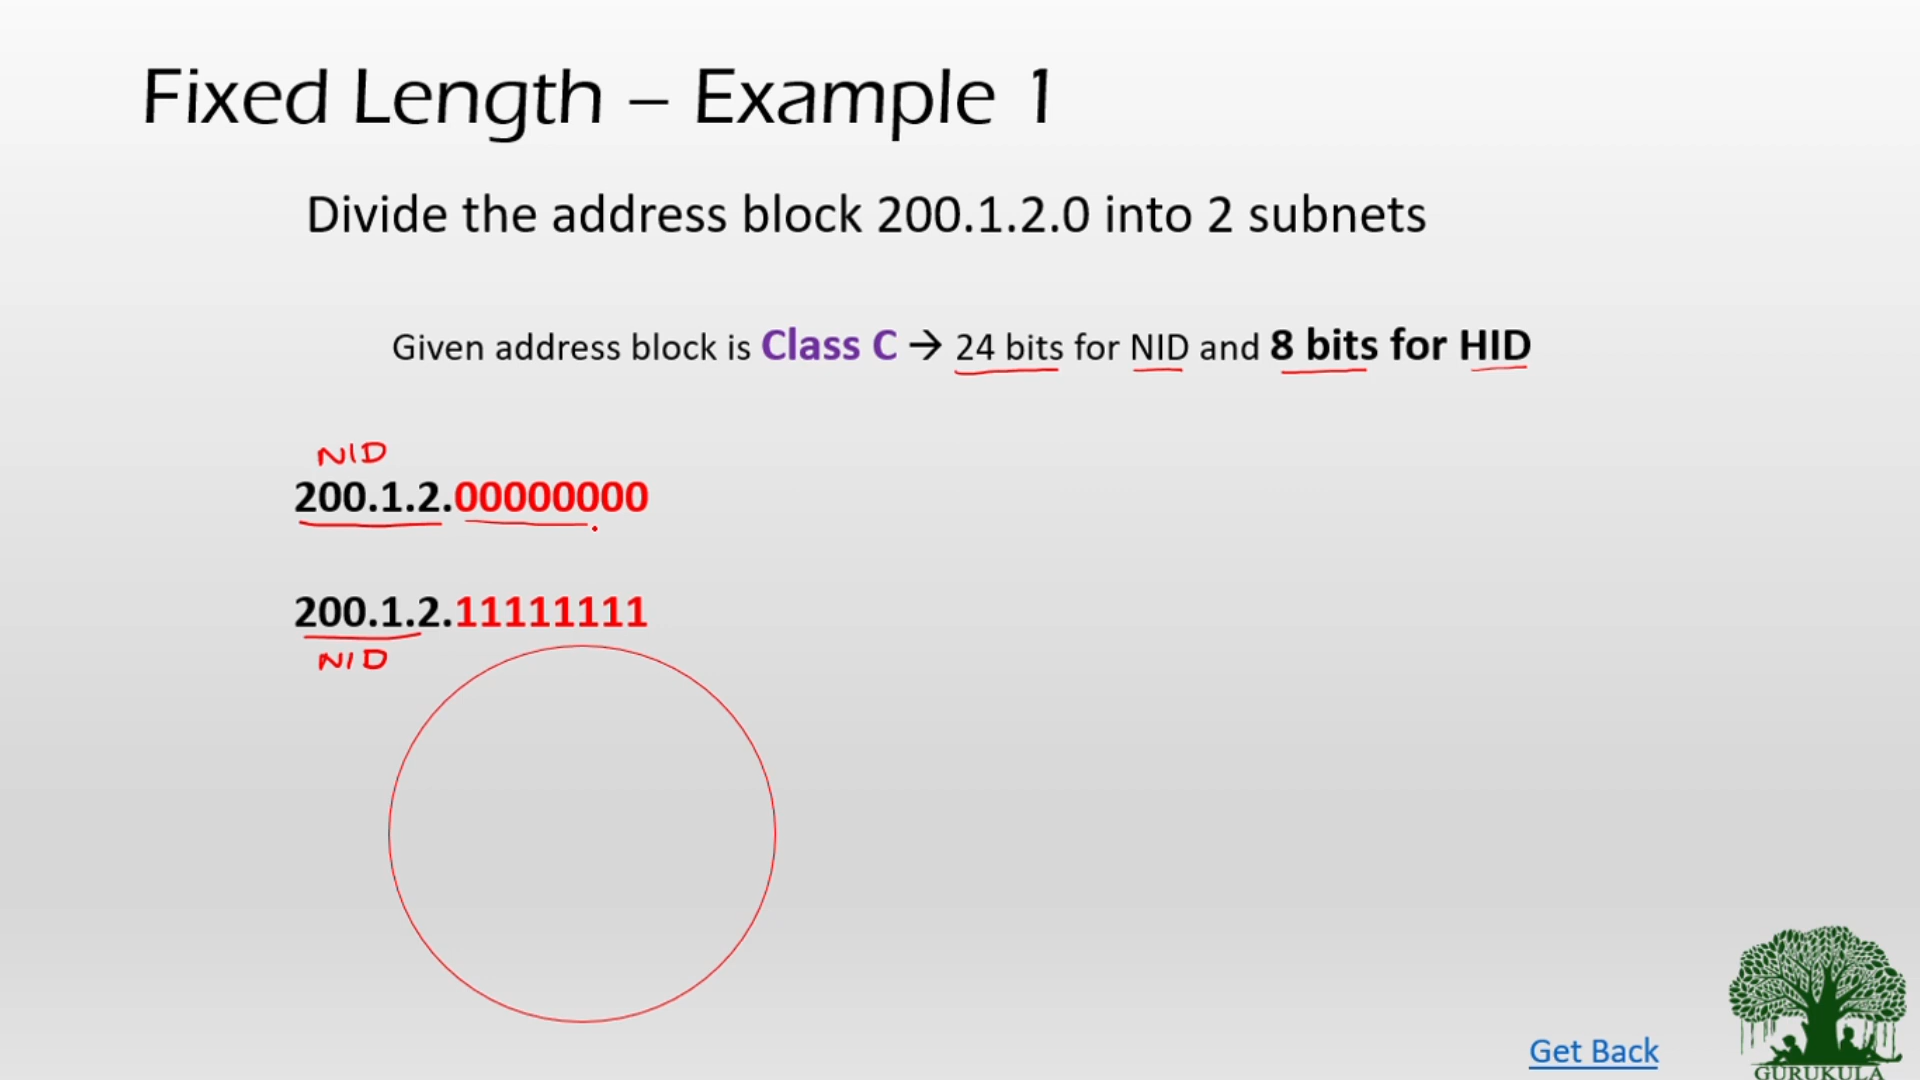 Fixed Length – Example 1
Divide the address block 200.1.2.0 into 2 subnets
Given address block is Class C → 24 bits for NID and 8 bits for HID
NID
200.1.2.00000000
200.1.2.11111111
NID
Get Back
GURUKULA